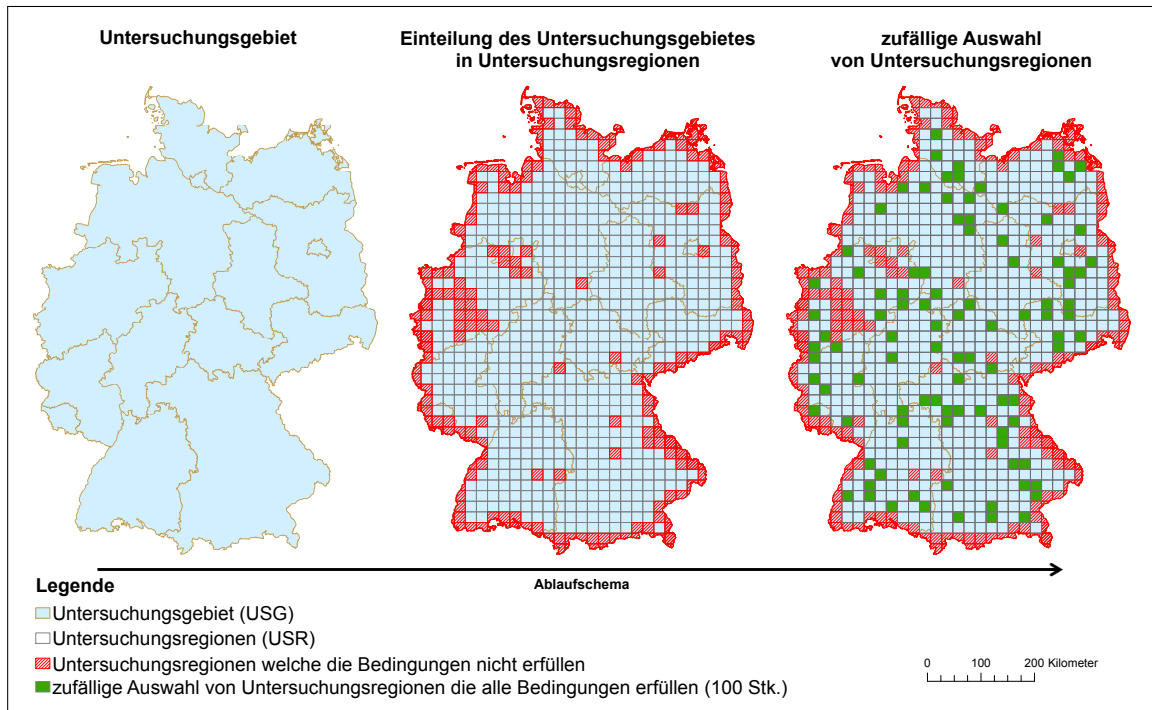 Untersuchungsgebiet
Einteilung des Untersuchungsgebietes
in Untersuchungsregionen
zufällige Auswahl
von Untersuchungsregionen
Ablaufschema
Legende
Untersuchungsgebiet (USG)
Untersuchungsregionen (USR)
Untersuchungsregionen welche die Bedingungen nicht erfüllen
zufällige Auswahl von Untersuchungsregionen die alle Bedingungen erfüllen (100 Stk.)
0 100 200 Kilometer